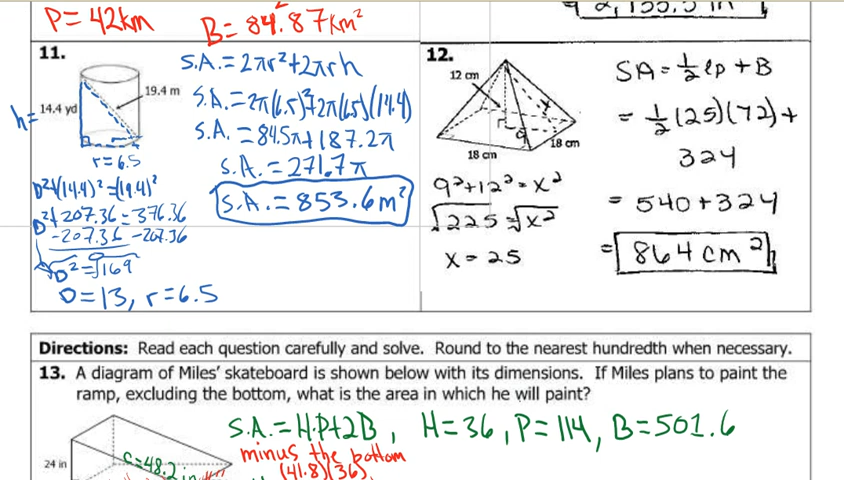 P = 42km
B = 84.87km²
11.
14.4 yd
19.4 m
h =
r = 6.5
D²+(14.4)² = (19.4)²
D²+207.36 = 376.36
-207.36 -207.36
√D² = √169
D = 13, r = 6.5
S.A. = 2πr²+2πrh
S.A. = 2π(6.5)²+2π(6.5)(14.4)
S.A. = 84.5π+187.2π
S.A. = 271.7π
S.A. = 853.6m²
12.
12 cm
x
9
18 cm
18 cm
9²+12²=x²
√225 = √x²
x = 25
SA = ½lp + B
= ½(25)(72) +
324
= 540 + 324
= 864 cm²
Directions: Read each question carefully and solve. Round to the nearest hundredth when necessary.
13. A diagram of Miles' skateboard is shown below with its dimensions. If Miles plans to paint the
ramp, excluding the bottom, what is the area in which he will paint?
S.A. = H·P+2B, H=36, P=114, B=501.6
minus the bottom
(41.8)(36)
24 in
C=48.2 in